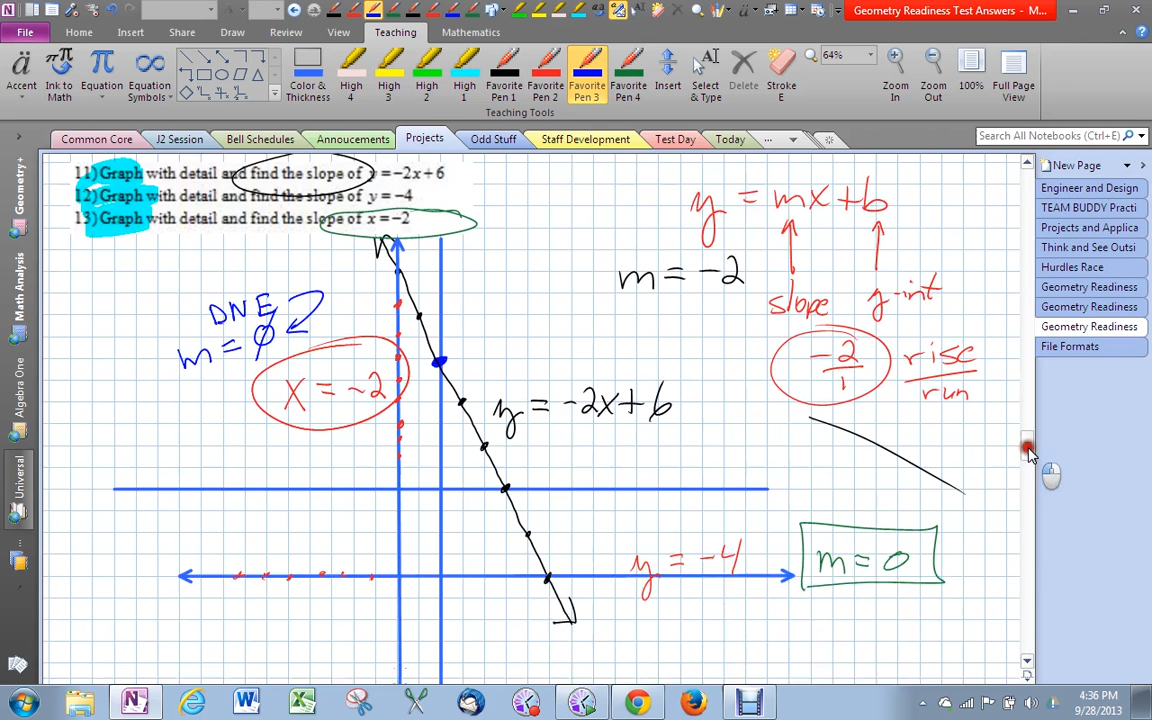 Geometry Readiness Test Answers - M...
File
Home
Insert
Share
Draw
Review
View
Teaching
Mathematics
64%
Accent
Ink to Math
Equation
Equation Symbols
Color & Thickness
High 4
High 3
High 2
High 1
Favorite Pen 1
Favorite Pen 2
Favorite Pen 3
Favorite Pen 4
Insert
Select & Type
Delete
Stroke E
Zoom In
Zoom Out
100%
Full Page View
Teaching Tools
Common Core
J2 Session
Bell Schedules
Annoucements
Projects
Odd Stuff
Staff Development
Test Day
Today
...
Search All Notebooks (Ctrl+E)
New Page
Engineer and Design
TEAM BUDDY Practi
Projects and Applica
Think and See Outsi
Hurdles Race
Geometry Readiness
Geometry Readiness
Geometry Readiness
File Formats
Geometry+
Math Analysis
Algebra One
Universal
11) Graph with detail and find the slope of y = −2x + 6
12) Graph with detail and find the slope of y = −4
13) Graph with detail and find the slope of x = −2
y = mx+b
m = -2
slope
y-int
DNE
m = ∅
x = -2
-2/1
rise/run
y = -2x+6
y = -4
m = 0
4:36 PM
9/28/2013